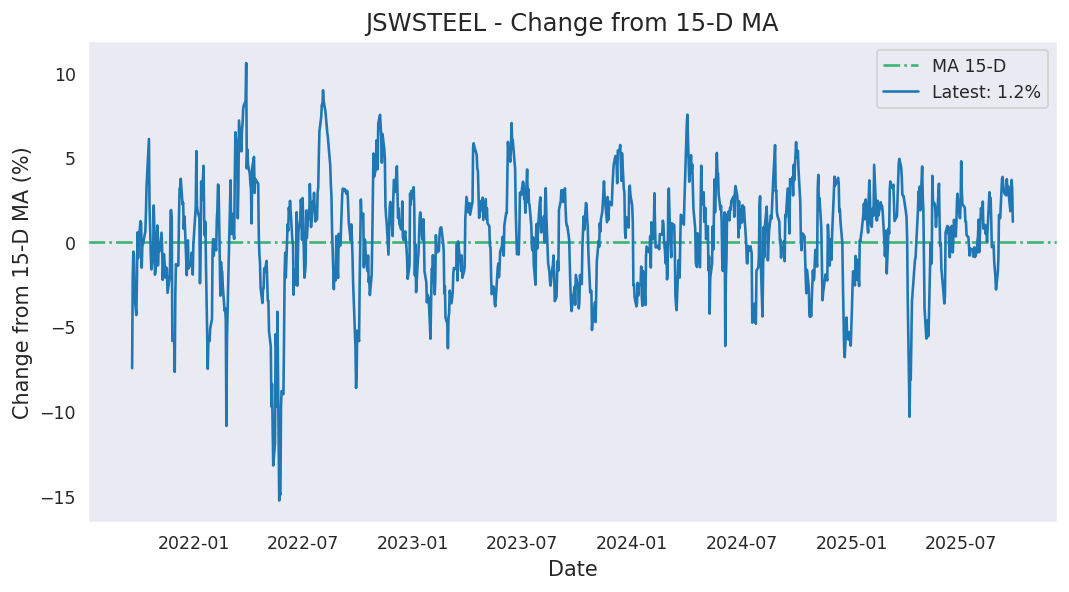 JSWSTEEL - Change from 15-D MA
MA 15-D
Latest: 1.2%
Change from 15-D MA (%)
10
5
0
−5
−10
−15
2022-01
2022-07
2023-01
2023-07
2024-01
2024-07
2025-01
2025-07
Date